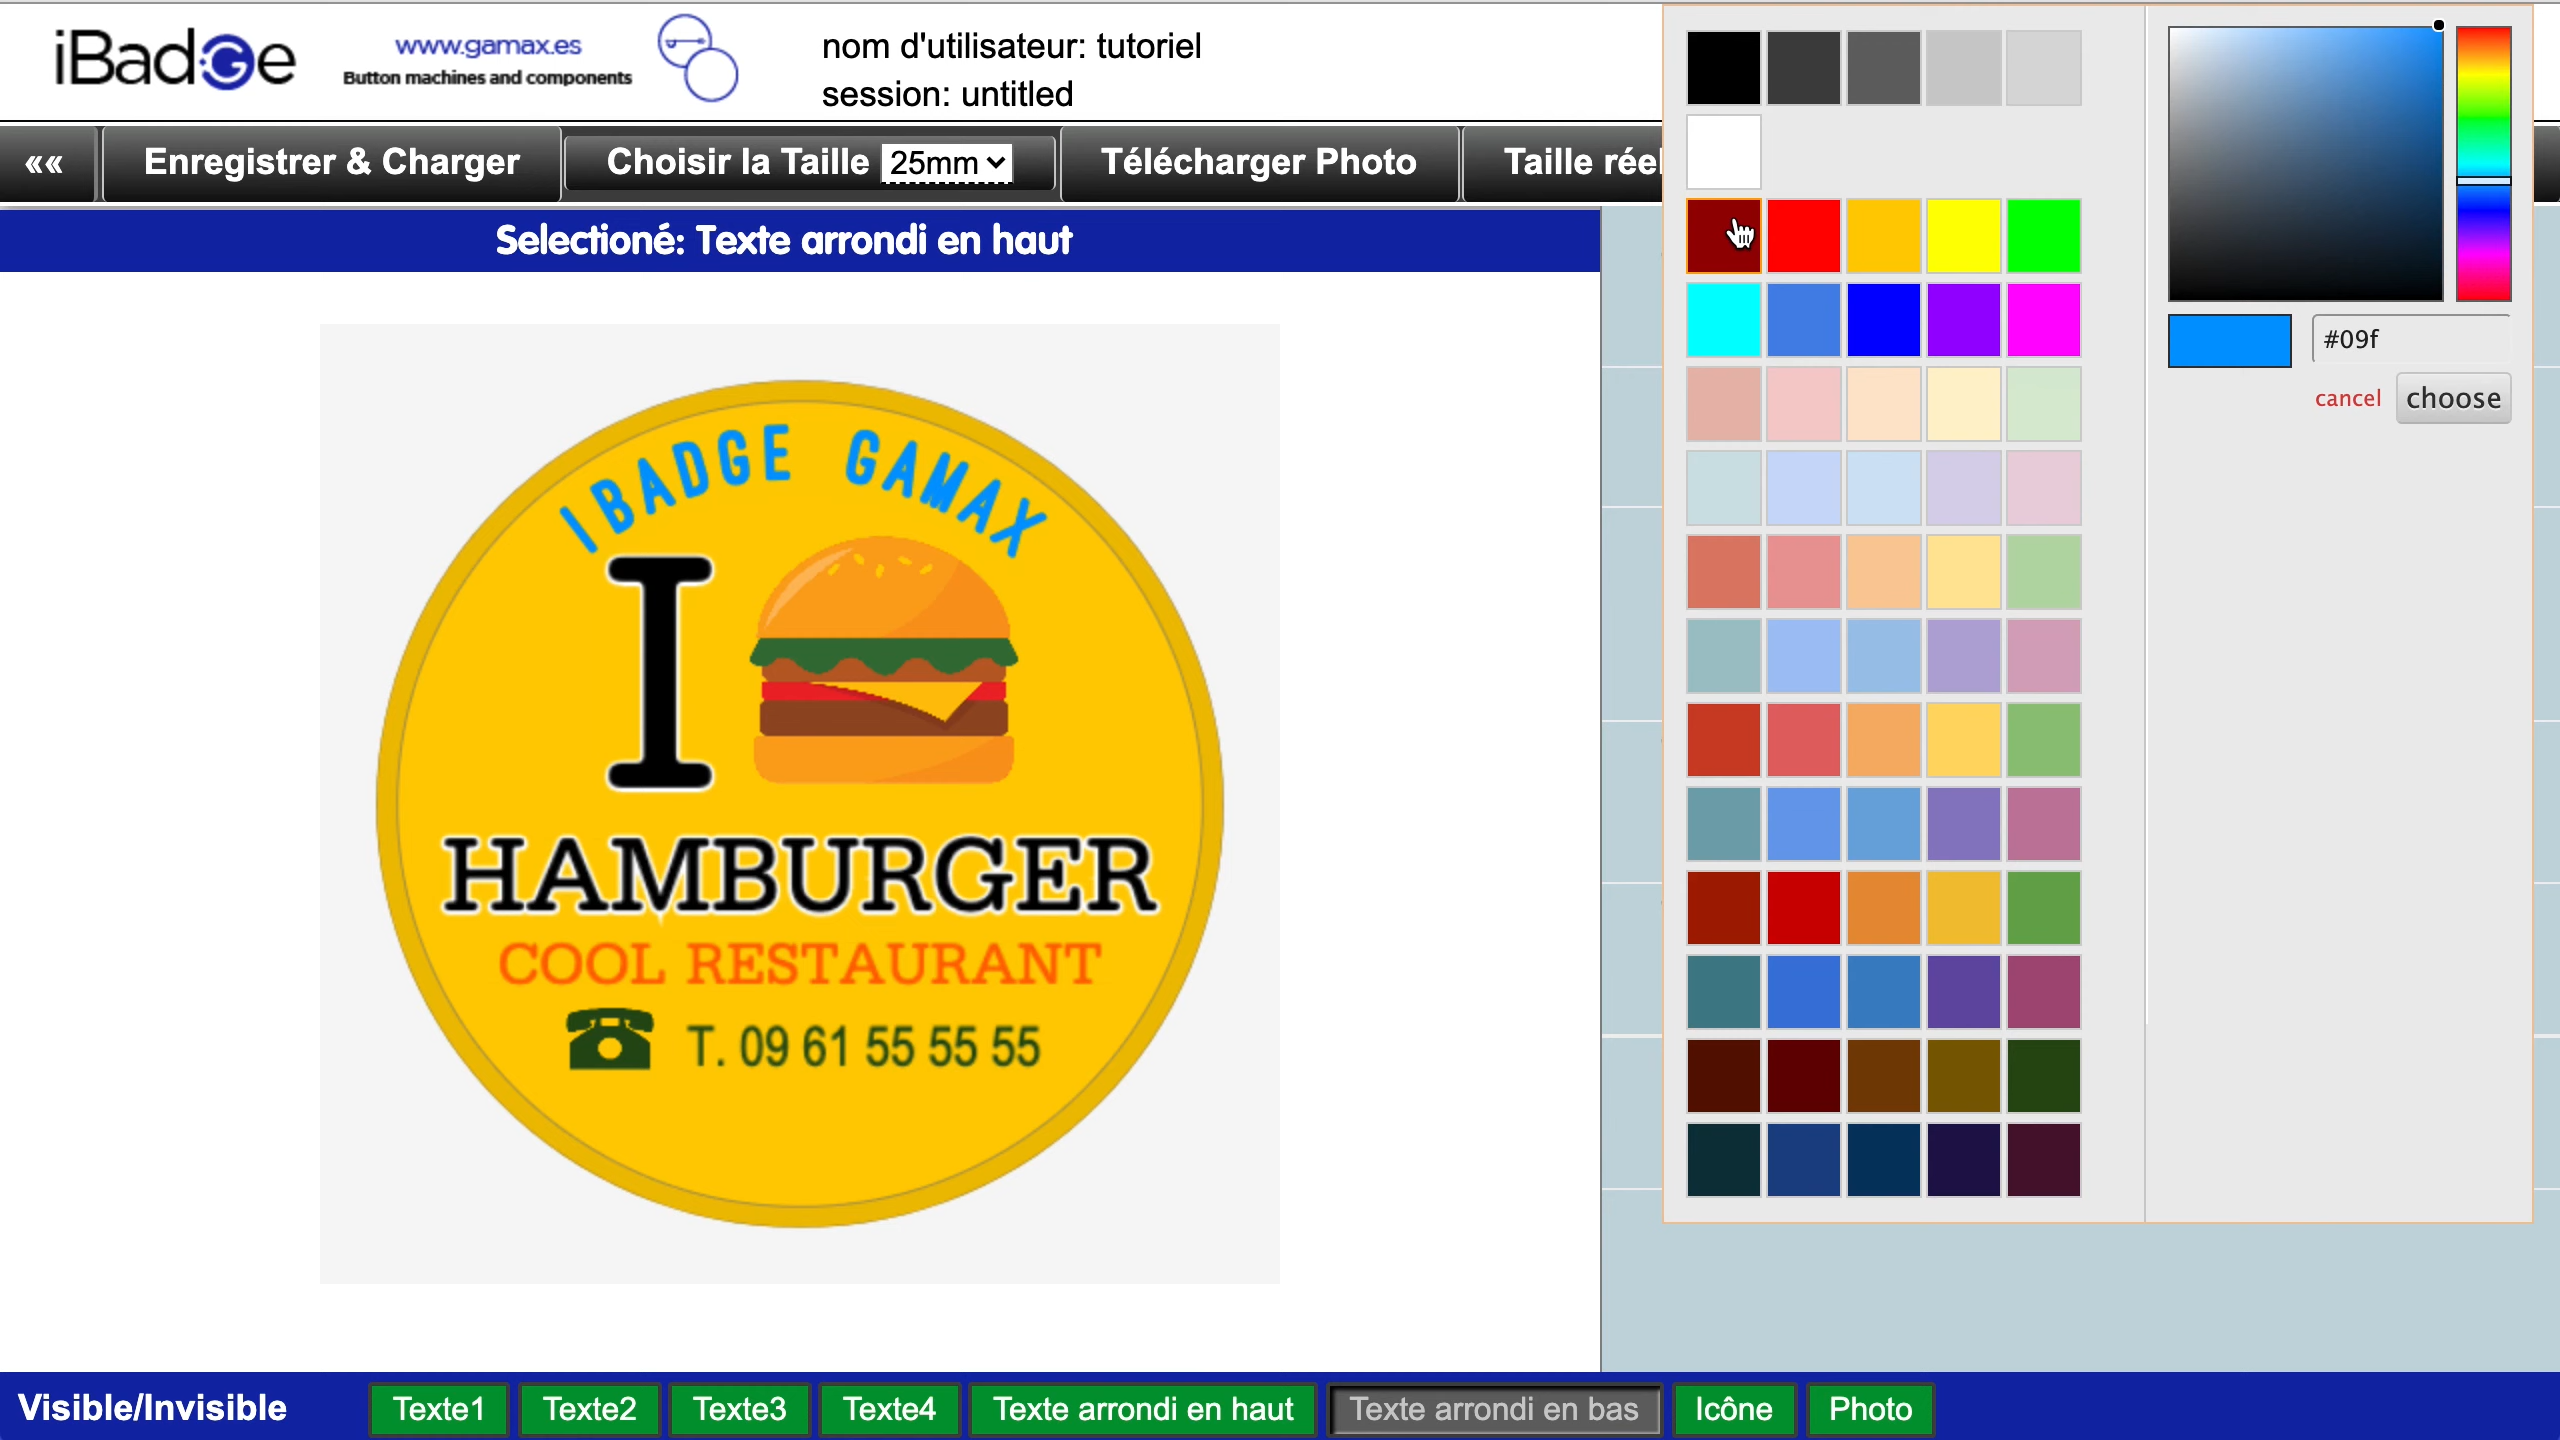 iBadGe
www.gamax.es
Button machines and components
nom d'utilisateur: tutoriel
session: untitled
«« Enregistrer & Charger Choisir la Taille 25mm Télécharger Photo Taille réel
Selectioné: Texte arrondi en haut
IBADGE GAMAX
I
HAMBURGER
COOL RESTAURANT
T. 09 61 55 55 55
#09f
cancel choose
Visible/Invisible Texte1 Texte2 Texte3 Texte4 Texte arrondi en haut Texte arrondi en bas Icône Photo